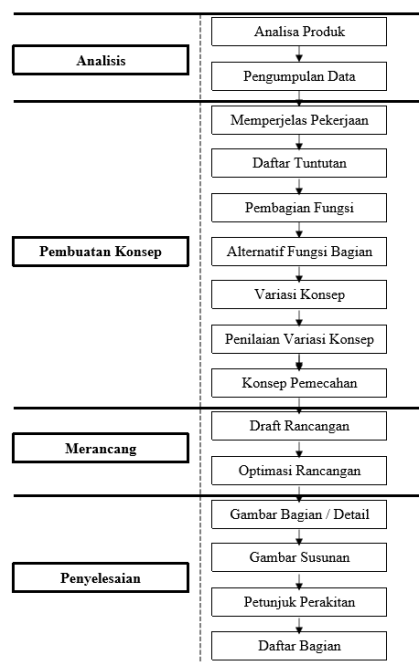 Analisis
Analisa Produk
Pengumpulan Data
Pembuatan Konsep
Memperjelas Pekerjaan
Daftar Tuntutan
Pembagian Fungsi
Alternatif Fungsi Bagian
Variasi Konsep
Penilaian Variasi Konsep
Konsep Pemecahan
Merancang
Draft Rancangan
Optimasi Rancangan
Penyelesaian
Gambar Bagian / Detail
Gambar Susunan
Petunjuk Perakitan
Daftar Bagian